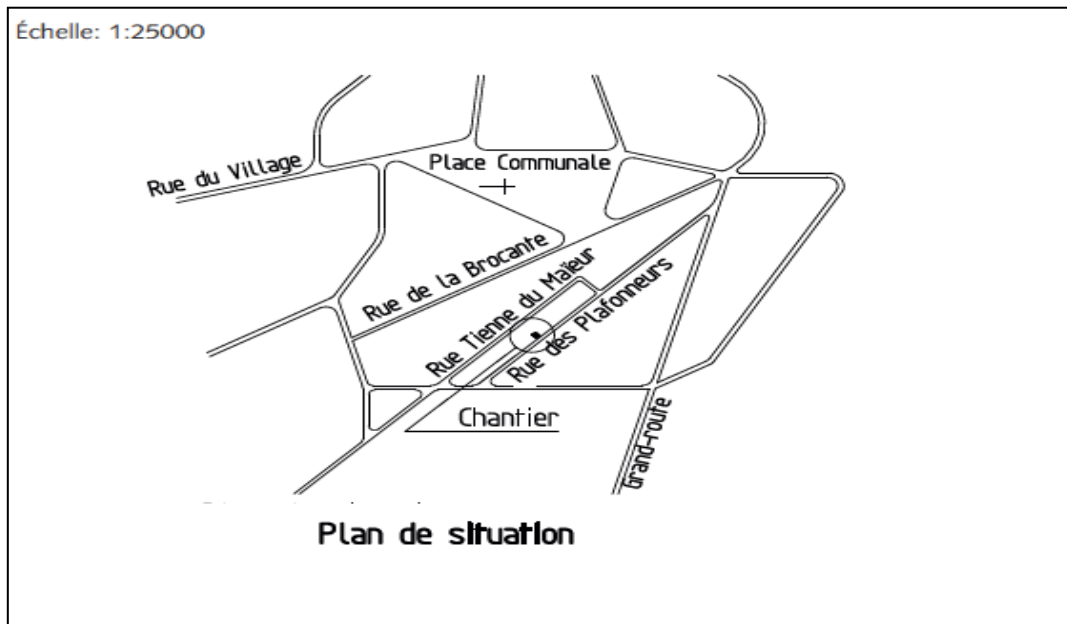 Échelle: 1:25000
Rue du Village
Place Communale
Rue de la Brocante
Rue Tienne du Maïeur
Rue des Plafonneurs
Chantier
Grand-route
Plan de situation